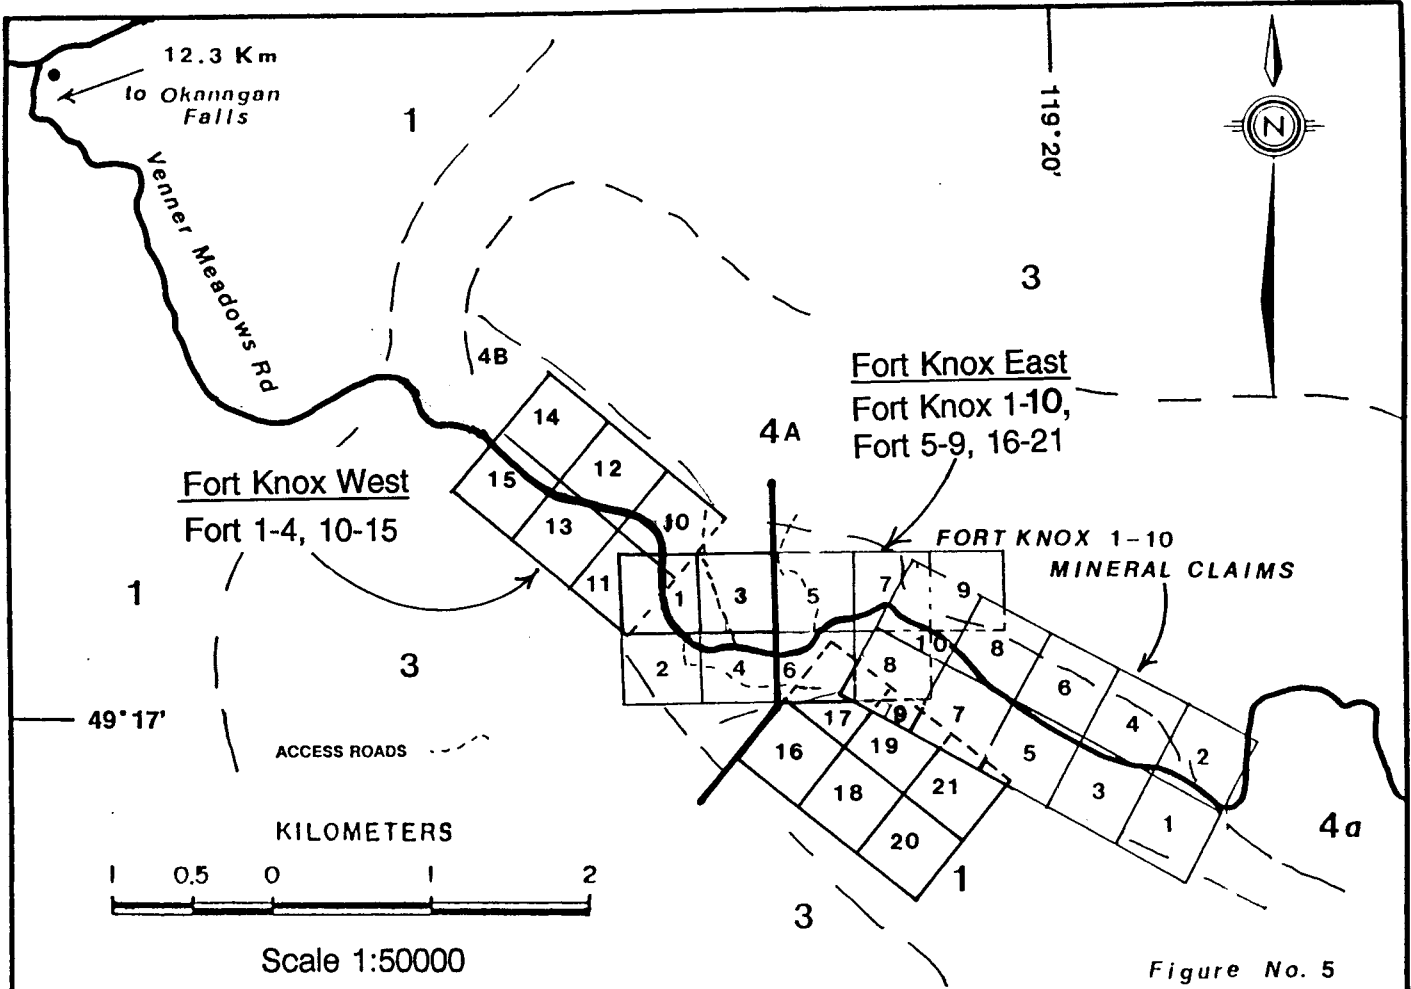 12.3 Km
to Okanagan
Falls
1
Venner Meadows Rd
119°20'
N
3
4B
Fort Knox East
Fort Knox 1-10,
Fort 5-9, 16-21
4A
14
12
10
15
13
11
Fort Knox West
Fort 1-4, 10-15
FORT KNOX 1-10
MINERAL CLAIMS
1
3
5
7
9
1
3
2
4
6
8
10
8
6
4
2
49°17'
17
9
7
5
3
1
16
19
18
21
20
ACCESS ROADS
KILOMETERS
1 0.5 0 1 2
Scale 1:50000
4a
1
3
Figure No. 5